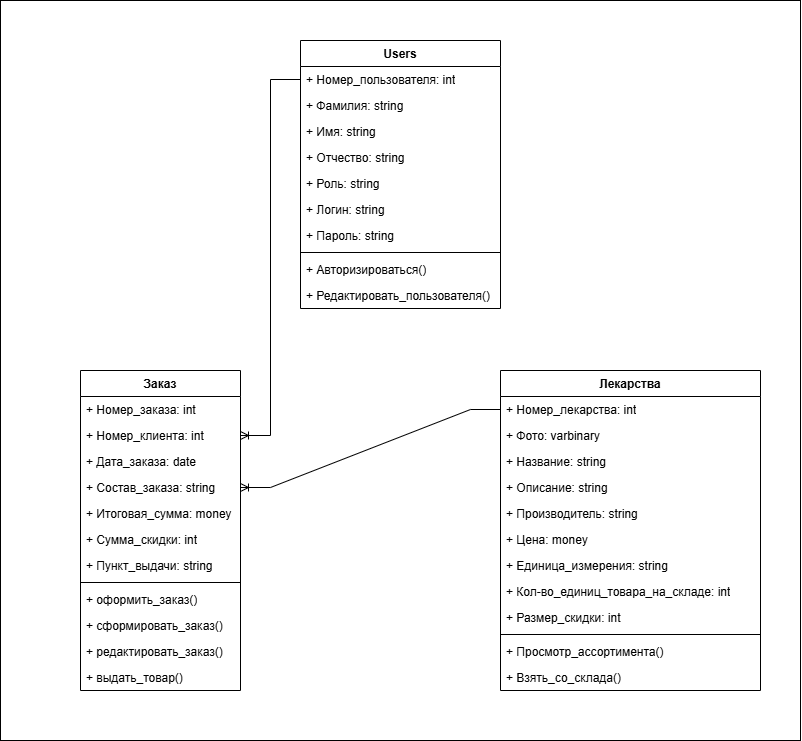 Users
+ Номер_пользователя: int
+ Фамилия: string
+ Имя: string
+ Отчество: string
+ Роль: string
+ Логин: string
+ Пароль: string
+ Авторизироваться()
+ Редактировать_пользователя()
Заказ
+ Номер_заказа: int
+ Номер_клиента: int
+ Дата_заказа: date
+ Состав_заказа: string
+ Итоговая_сумма: money
+ Сумма_скидки: int
+ Пункт_выдачи: string
+ оформить_заказ()
+ сформировать_заказ()
+ редактировать_заказ()
+ выдать_товар()
Лекарства
+ Номер_лекарства: int
+ Фото: varbinary
+ Название: string
+ Описание: string
+ Производитель: string
+ Цена: money
+ Единица_измерения: string
+ Кол-во_единиц_товара_на_складе: int
+ Размер_скидки: int
+ Просмотр_ассортимента()
+ Взять_со_склада()